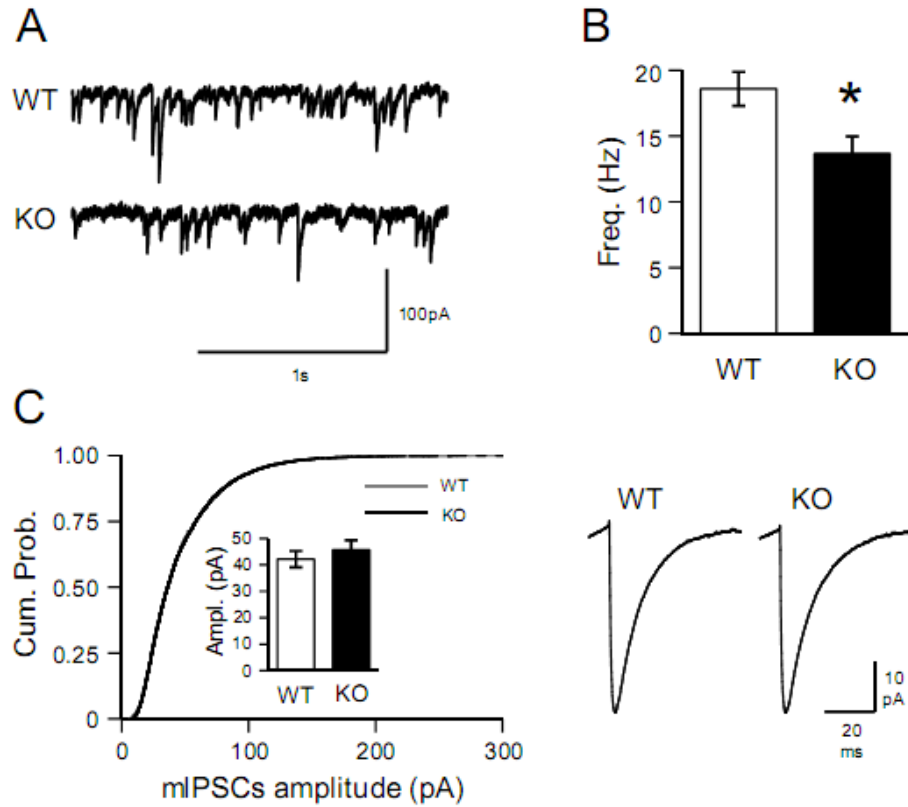 A
WT
KO
100pA
1s
B
Freq. (Hz)
20
15
10
5
0
WT
KO
*
C
Cum. Prob.
1.00
0.75
0.50
0.25
0
0
100
200
300
mIPSCs amplitude (pA)
WT
KO
Ampl. (pA)
50
40
30
20
10
0
WT
KO
WT
KO
10
pA
20
ms